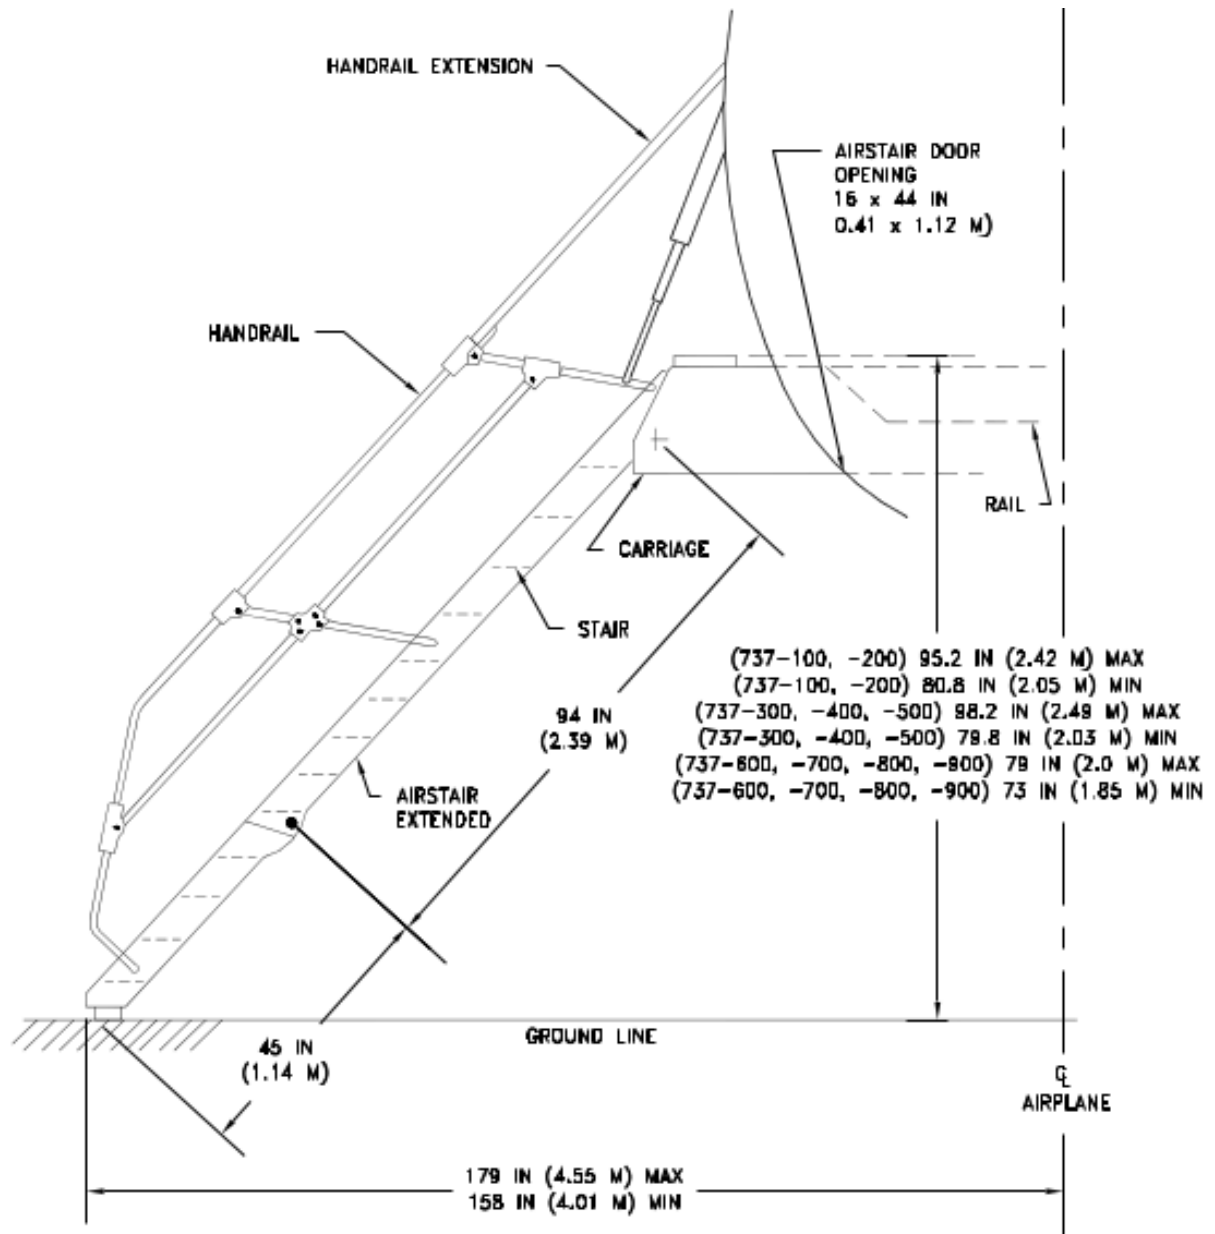 HANDRAIL EXTENSION
AIRSTAIR DOOR
OPENING
16 x 44 IN
0.41 x 1.12 M)
HANDRAIL
RAIL
CARRIAGE
STAIR
(737-100, -200) 95.2 IN (2.42 M) MAX
(737-100, -200) 80.8 IN (2.05 M) MIN
(737-300, -400, -500) 98.2 IN (2.49 M) MAX
(737-300, -400, -500) 79.8 IN (2.03 M) MIN
(737-600, -700, -800, -900) 79 IN (2.0 M) MAX
(737-600, -700, -800, -900) 73 IN (1.85 M) MIN
94 IN
(2.39 M)
AIRSTAIR
EXTENDED
GROUND LINE
45 IN
(1.14 M)
℄
AIRPLANE
179 IN (4.55 M) MAX
158 IN (4.01 M) MIN